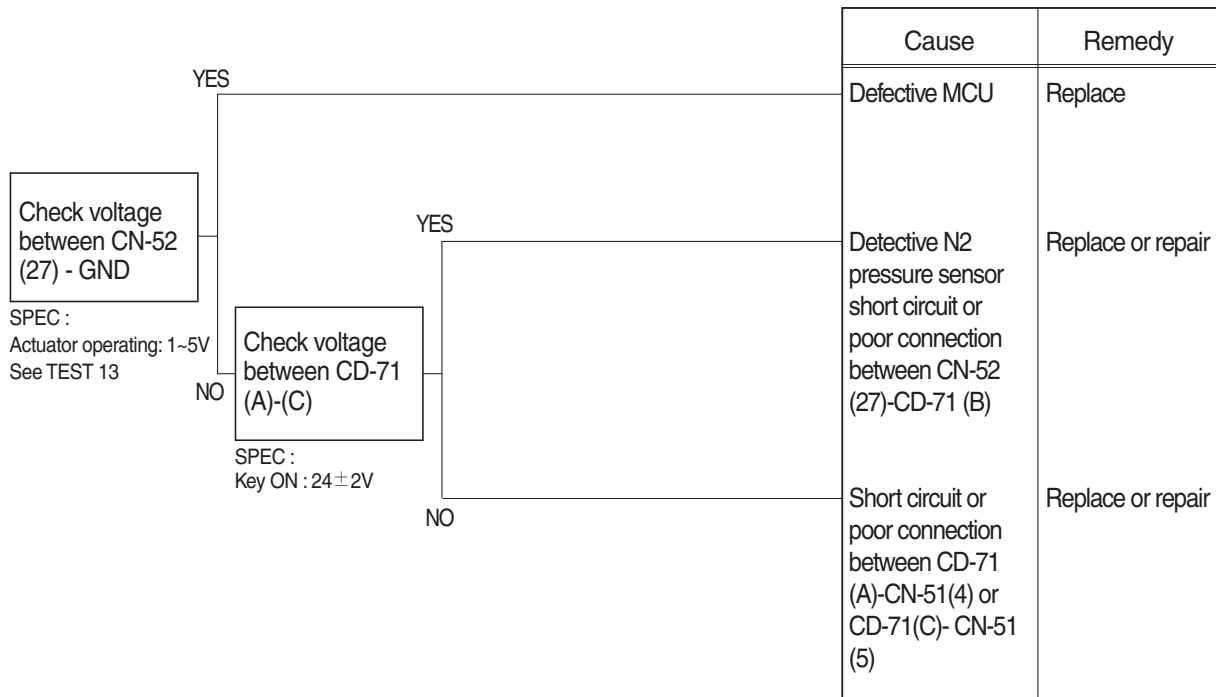 Cause
Remedy
YES
Defective MCU
Replace
Check voltage
between CN-52
(27) - GND
SPEC :
Actuator operating: 1~5V
See TEST 13
NO
YES
Detective N2
pressure sensor
short circuit or
poor connection
between CN-52
(27)-CD-71 (B)
Replace or repair
Check voltage
between CD-71
(A)-(C)
SPEC :
Key ON : 24±2V
NO
Short circuit or
poor connection
between CD-71
(A)-CN-51(4) or
CD-71(C)- CN-51
(5)
Replace or repair